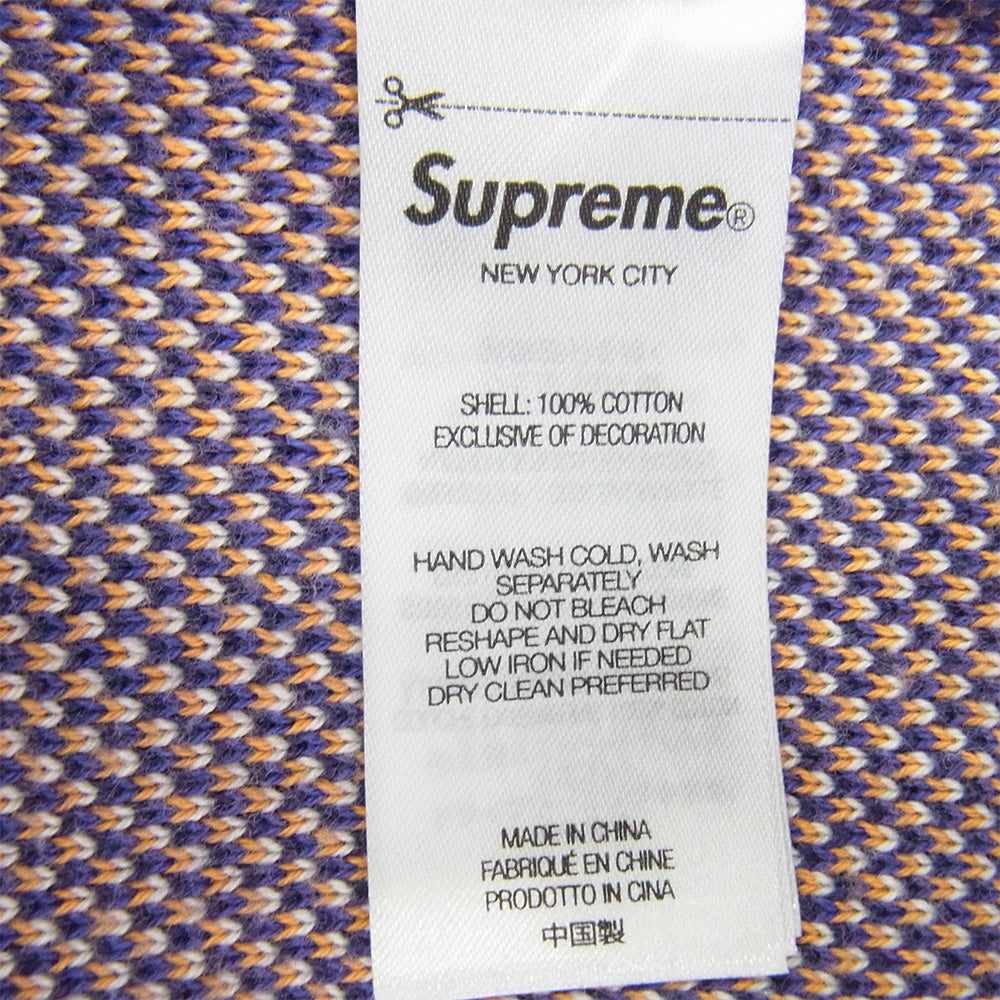 Supreme®
NEW YORK CITY
SHELL: 100% COTTON
EXCLUSIVE OF DECORATION
HAND WASH COLD, WASH
SEPARATELY
DO NOT BLEACH
RESHAPE AND DRY FLAT
LOW IRON IF NEEDED
DRY CLEAN PREFERRED
MADE IN CHINA
FABRIQUÉ EN CHINE
PRODOTTO IN CINA
中国製